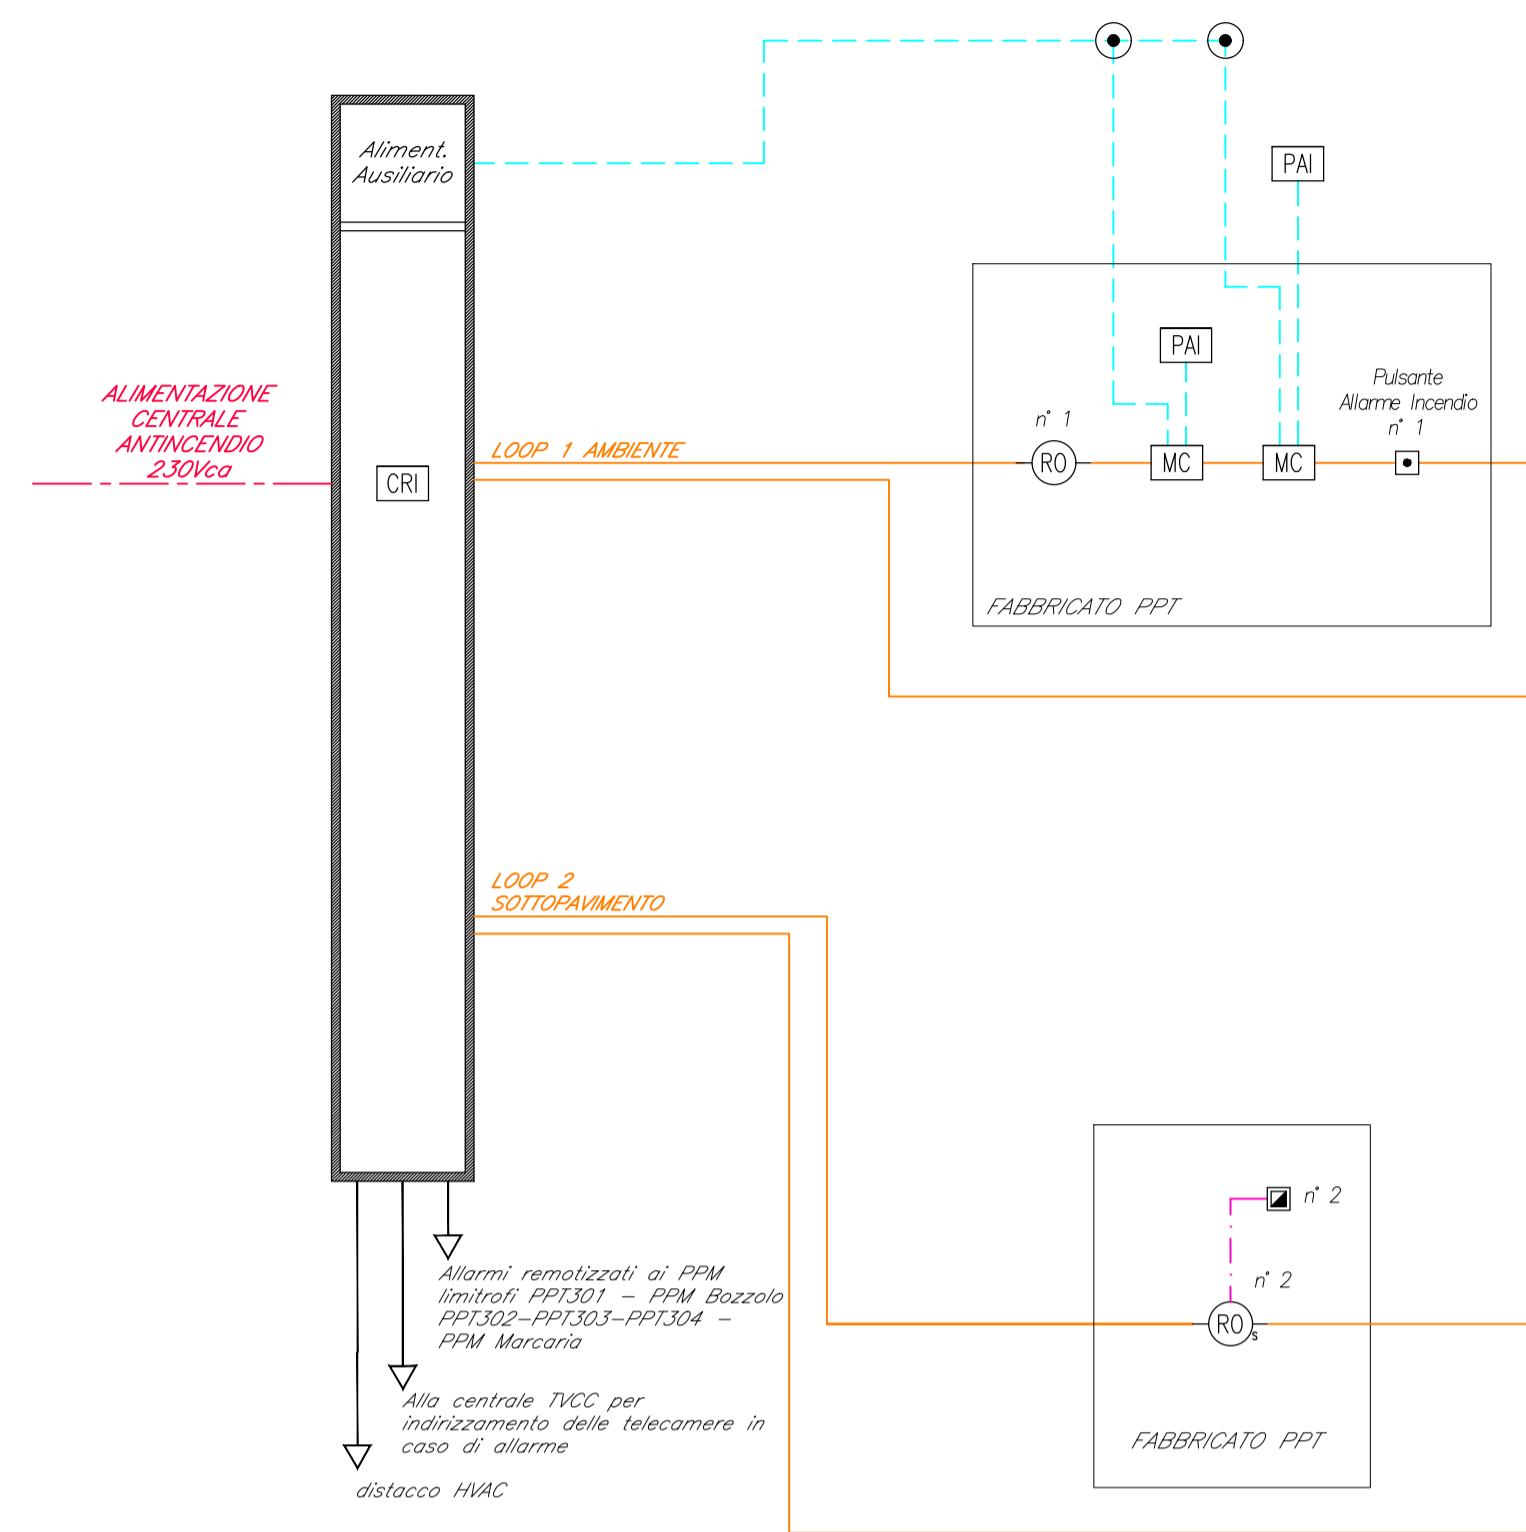 Aliment.
Ausiliario
PAI
PAI
Pulsante
Allarme Incendio
n° 1
n° 1
ALIMENTAZIONE
CENTRALE
ANTINCENDIO
230Vca
LOOP 1 AMBIENTE
CRI
RO
MC
MC
FABBRICATO PPT
LOOP 2
SOTTOPAVIMENTO
n° 2
n° 2
RO
s
FABBRICATO PPT
Allarmi remotizzati ai PPM
limitrofi PPT301 – PPM Bozzolo
PPT302–PPT303–PPT304 –
PPM Marcaria
Alla centrale TVCC per
indirizzamento delle telecamere in
caso di allarme
distacco HVAC